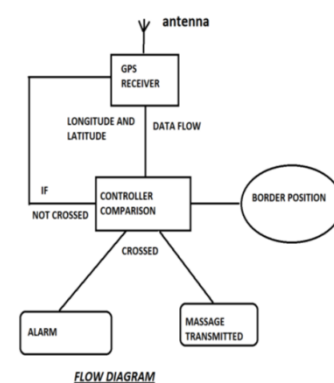 antenna
GPS
RECEIVER
LONGITUDE AND
LATITUDE
DATA FLOW
IF
NOT CROSSED
CONTROLLER
COMPARISON
BORDER POSITION
CROSSED
ALARM
MASSAGE
TRANSMITTED
FLOW DIAGRAM